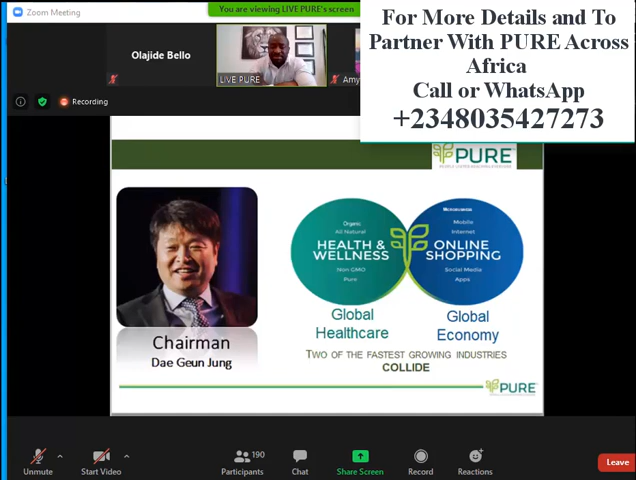 Zoom Meeting
You are viewing LIVE PURE's screen
For More Details and To
Partner With PURE Across
Africa
Call or WhatsApp
+2348035427273
Olajide Bello
LIVE PURE
Amy
Recording
PURE
Organic
All Natural
HEALTH &
WELLNESS
Non GMO
Pure
Mobile
Internet
ONLINE
SHOPPING
Social Media
Apps
Global
Healthcare
Global
Economy
TWO OF THE FASTEST GROWING INDUSTRIES
COLLIDE
Chairman
Dae Geun Jung
PURE
190
Unmute
Start Video
Participants
Chat
Share Screen
Record
Reactions
Leave